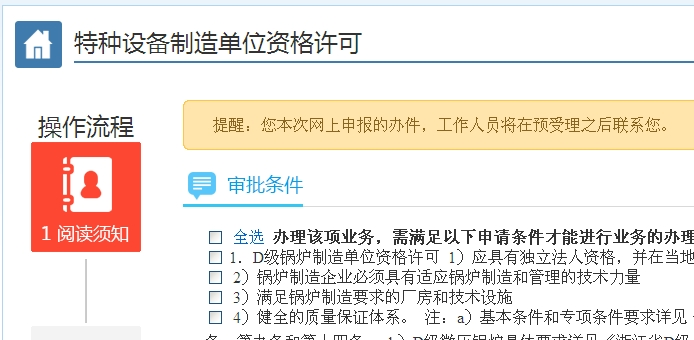 特种设备制造单位资格许可
操作流程
1 阅读须知
提醒：您本次网上申报的办件，工作人员将在预受理之后联系您。
审批条件
全选 办理该项业务，需满足以下申请条件才能进行业务的办理
1．D级锅炉制造单位资格许可 1）应具有独立法人资格，并在当地
2）锅炉制造企业必须具有适应锅炉制造和管理的技术力量
3）满足锅炉制造要求的厂房和技术设施
4）健全的质量保证体系。 注：a）基本条件和专项条件要求详见